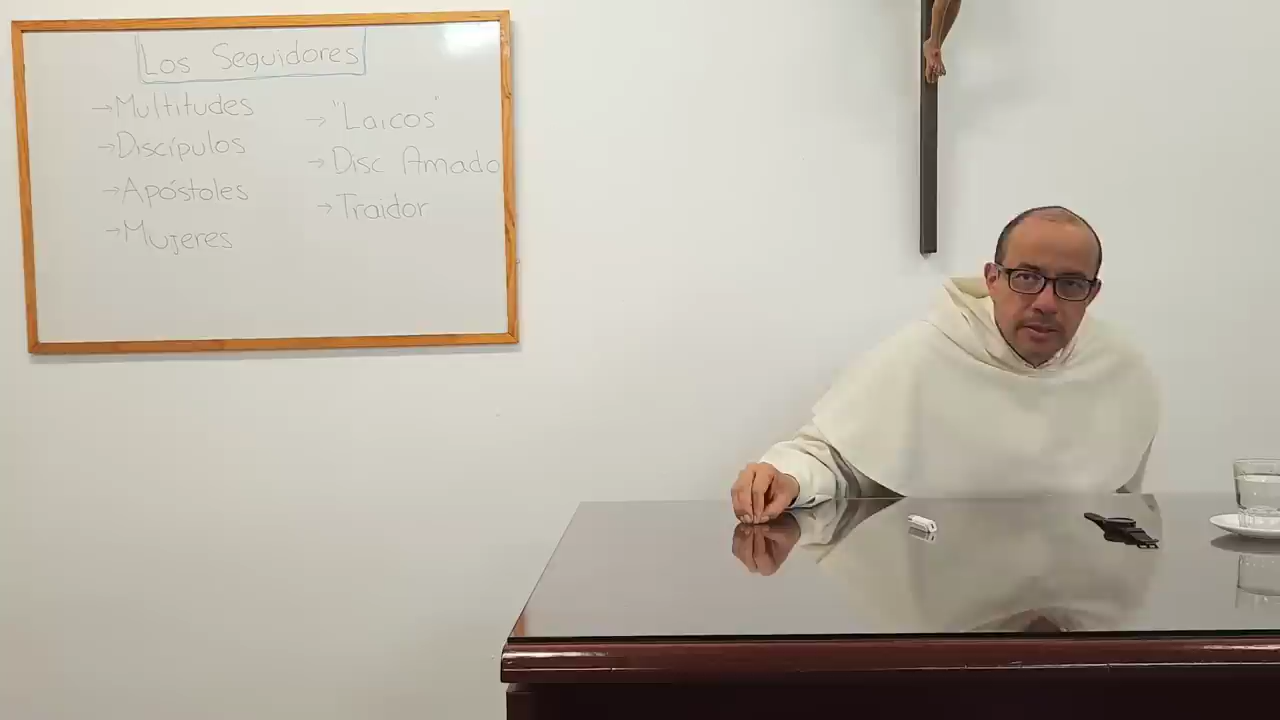 Los Seguidores
→Multitudes
→Discípulos
→Apóstoles
→Mujeres
→ "Laicos"
→ Disc Amado
→ Traidor